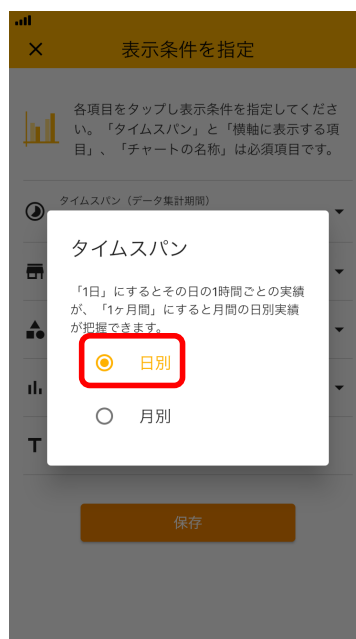 表示条件を指定
各項目をタップし表示条件を指定してくださ
い。「タイムスパン」と「横軸に表示する項
目」、「チャートの名称」は必須項目です。
タイムスパン（データ集計期間）
タイムスパン
「1日」にするとその日の1時間ごとの実績
が、「1ヶ月間」にすると月間の日別実績
が把握できます。
日別
月別
保存